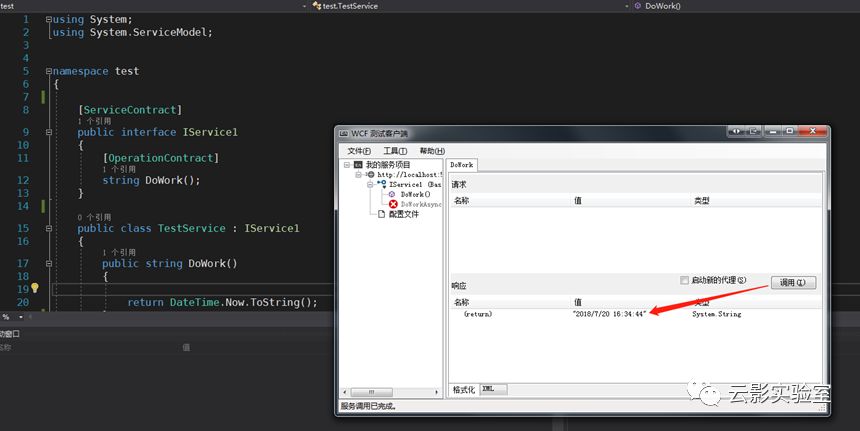 test
test.TestService
DoWork()
1 using System;
2 using System.ServiceModel;
3
4
5 namespace test
6 {
7
8 [ServiceContract]
1 个引用
9 public interface IService1
10 {
11 [OperationContract]
1 个引用
12 string DoWork();
13 }
14
0 个引用
15 public class TestService : IService1
16 {
1 个引用
17 public string DoWork()
18 {
19
20 return DateTime.Now.ToString();
%
动窗口
名称 值
WCF 测试客户端
文件(F) 工具(T) 帮助(H)
我的服务项目
http://localhost:
IService1 (Bas
DoWork()
DoWorkAsync
配置文件
DoWork
请求
名称 值 类型
响应
启动新的代理(S)
调用(I)
名称 值 类型
(return) "2018/7/20 16:34:44" System.String
格式化 XML
服务调用已完成。
云影实验室